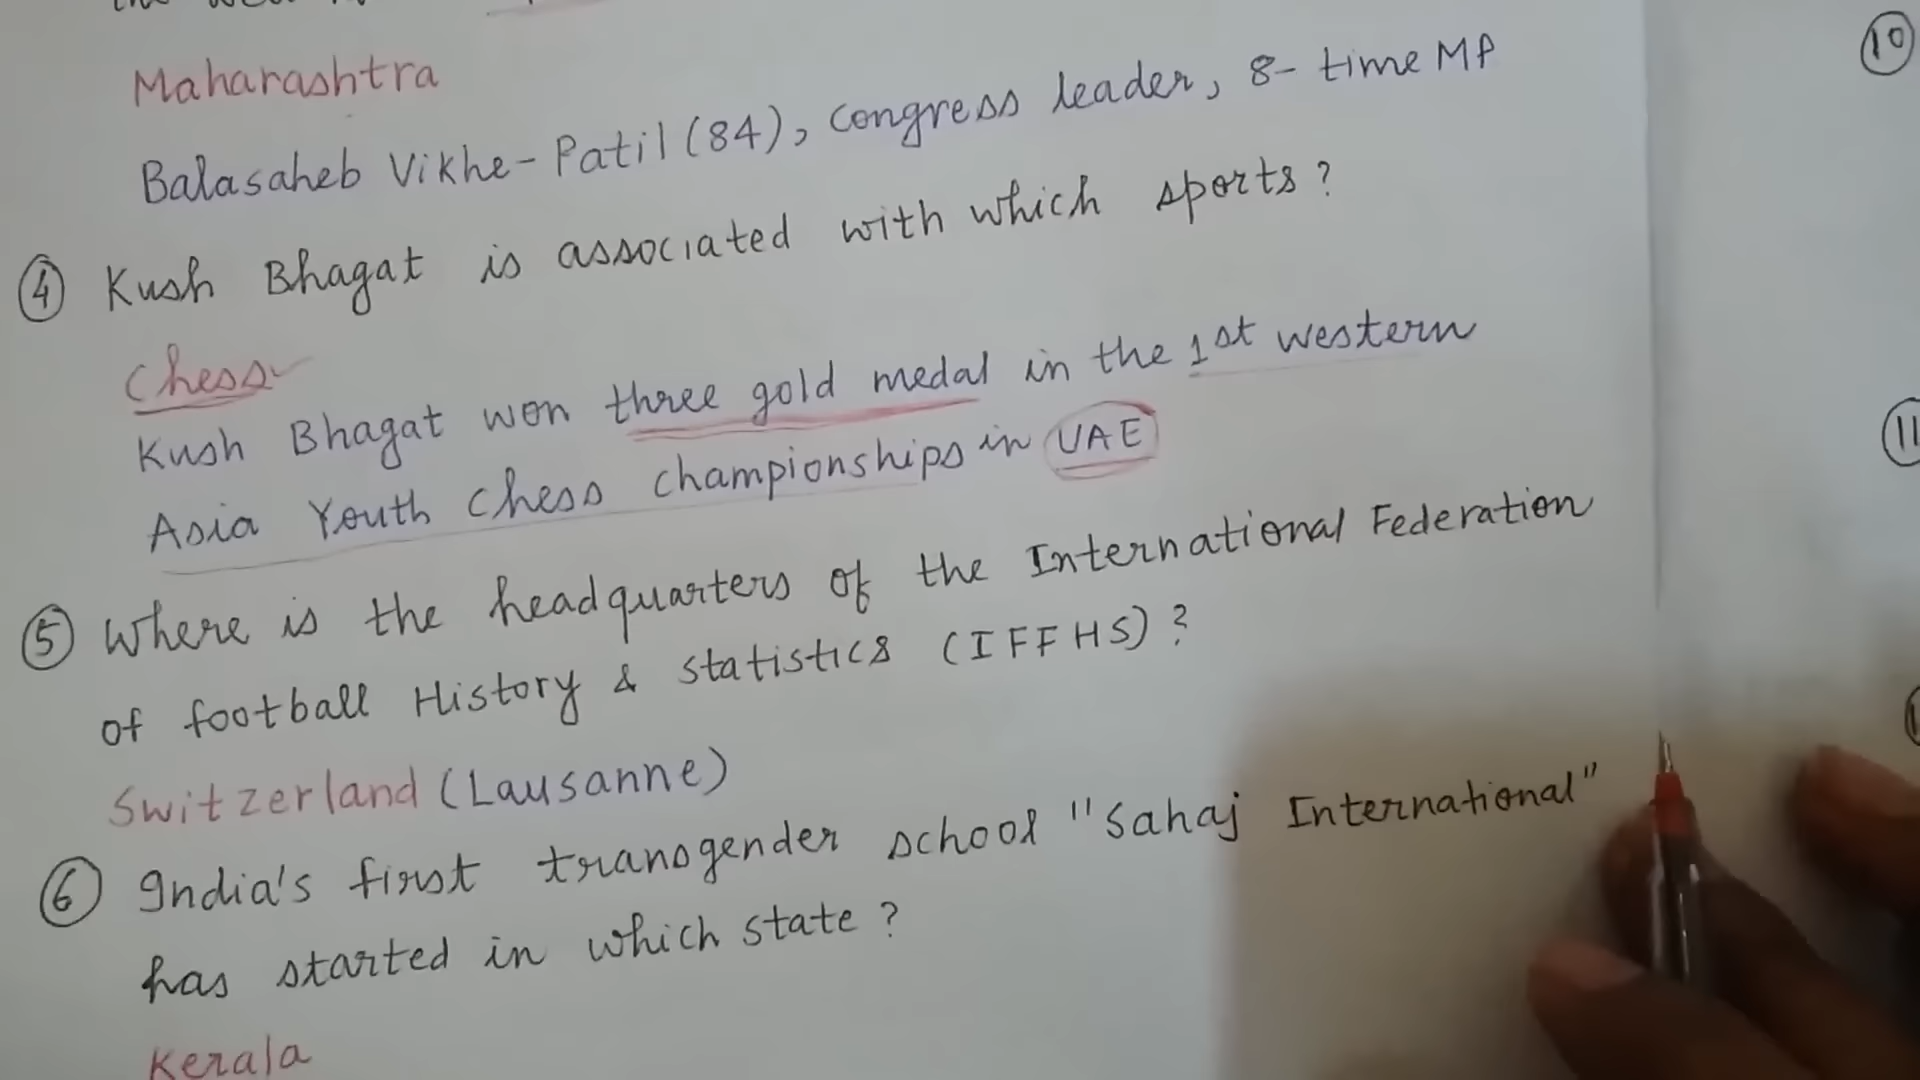 Maharashtra
Balasaheb Vikhe-Patil (84), Congress leader, 8-time MP
④ Kush Bhagat is associated with which sports?
Chess
Kush Bhagat won three gold medal in the 1st western
Asia Youth Chess Championships in UAE
⑤ Where is the headquarters of the International Federation
of football History & statistics (IFFHS)?
Switzerland (Lausanne)
⑥ India's first transgender school "Sahaj International"
has started in which state?
Kerala
⑩
⑪